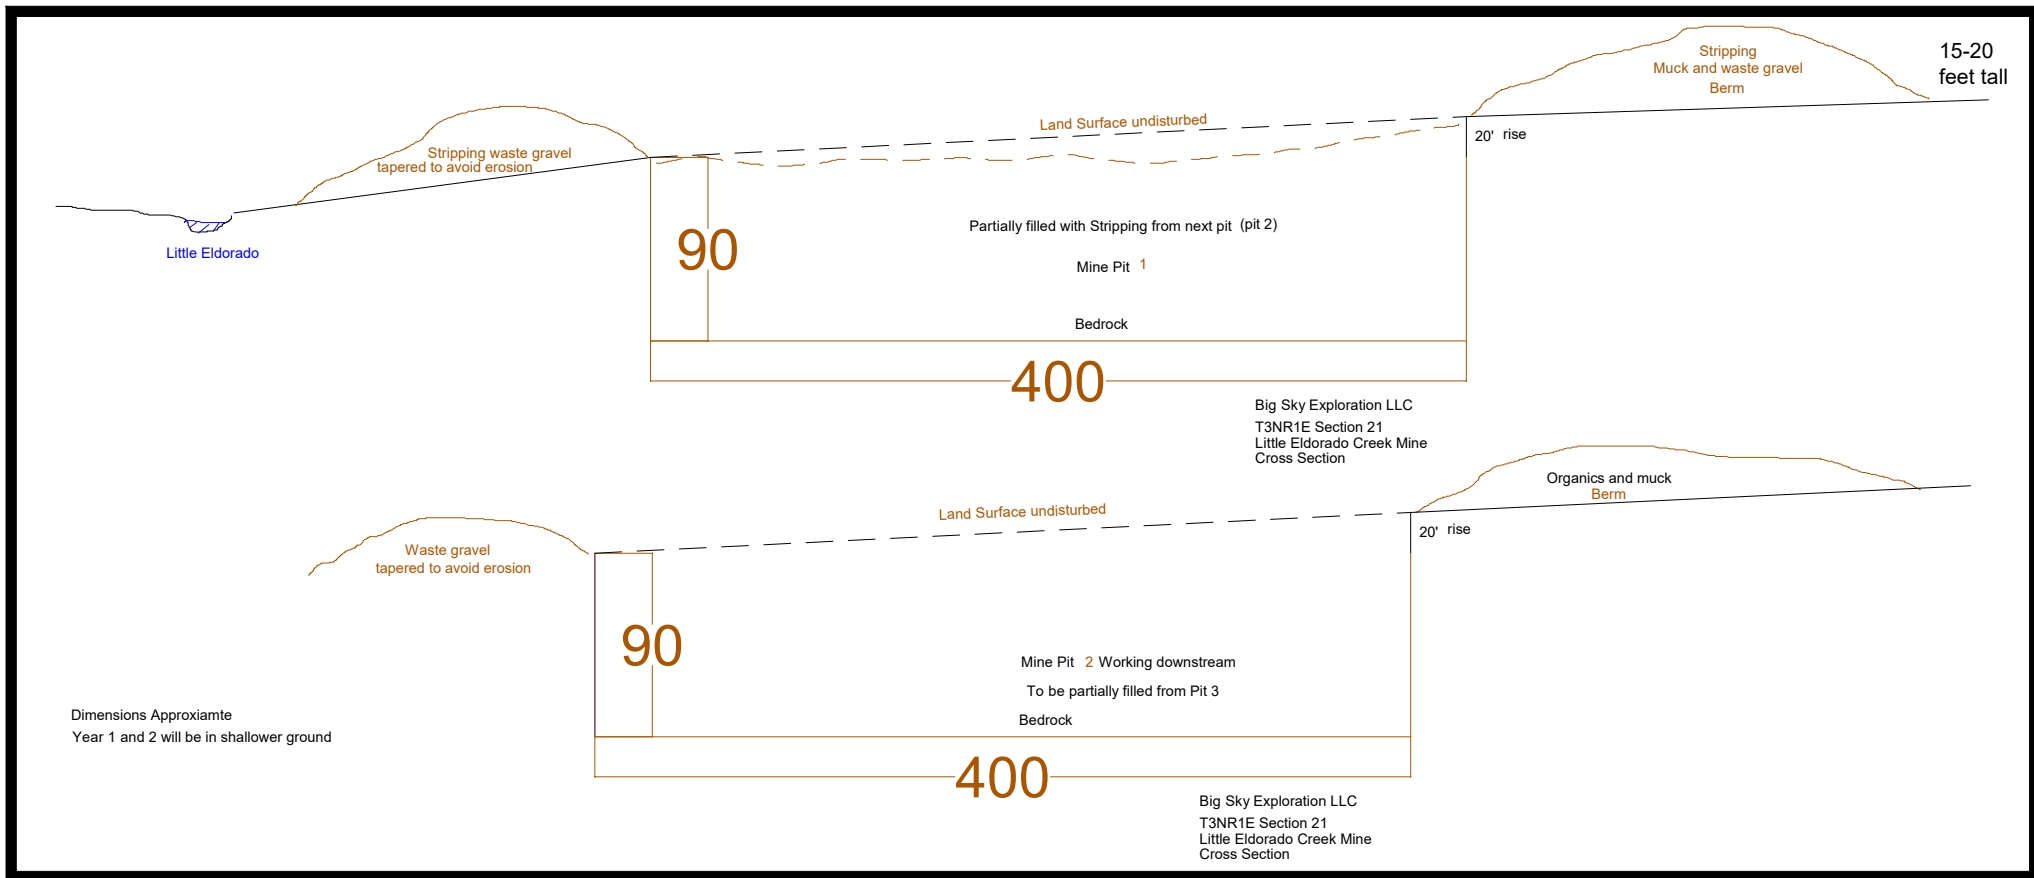 15-20
feet tall
Stripping
Muck and waste gravel
Berm
Land Surface undisturbed
20' rise
Stripping waste gravel
tapered to avoid erosion
Little Eldorado
90
Partially filled with Stripping from next pit (pit 2)
Mine Pit 1
Bedrock
400
Big Sky Exploration LLC
T3NR1E Section 21
Little Eldorado Creek Mine
Cross Section
Organics and muck
Berm
Land Surface undisturbed
20' rise
Waste gravel
tapered to avoid erosion
90
Mine Pit 2 Working downstream
To be partially filled from Pit 3
Bedrock
Dimensions Approxiamte
Year 1 and 2 will be in shallower ground
400
Big Sky Exploration LLC
T3NR1E Section 21
Little Eldorado Creek Mine
Cross Section